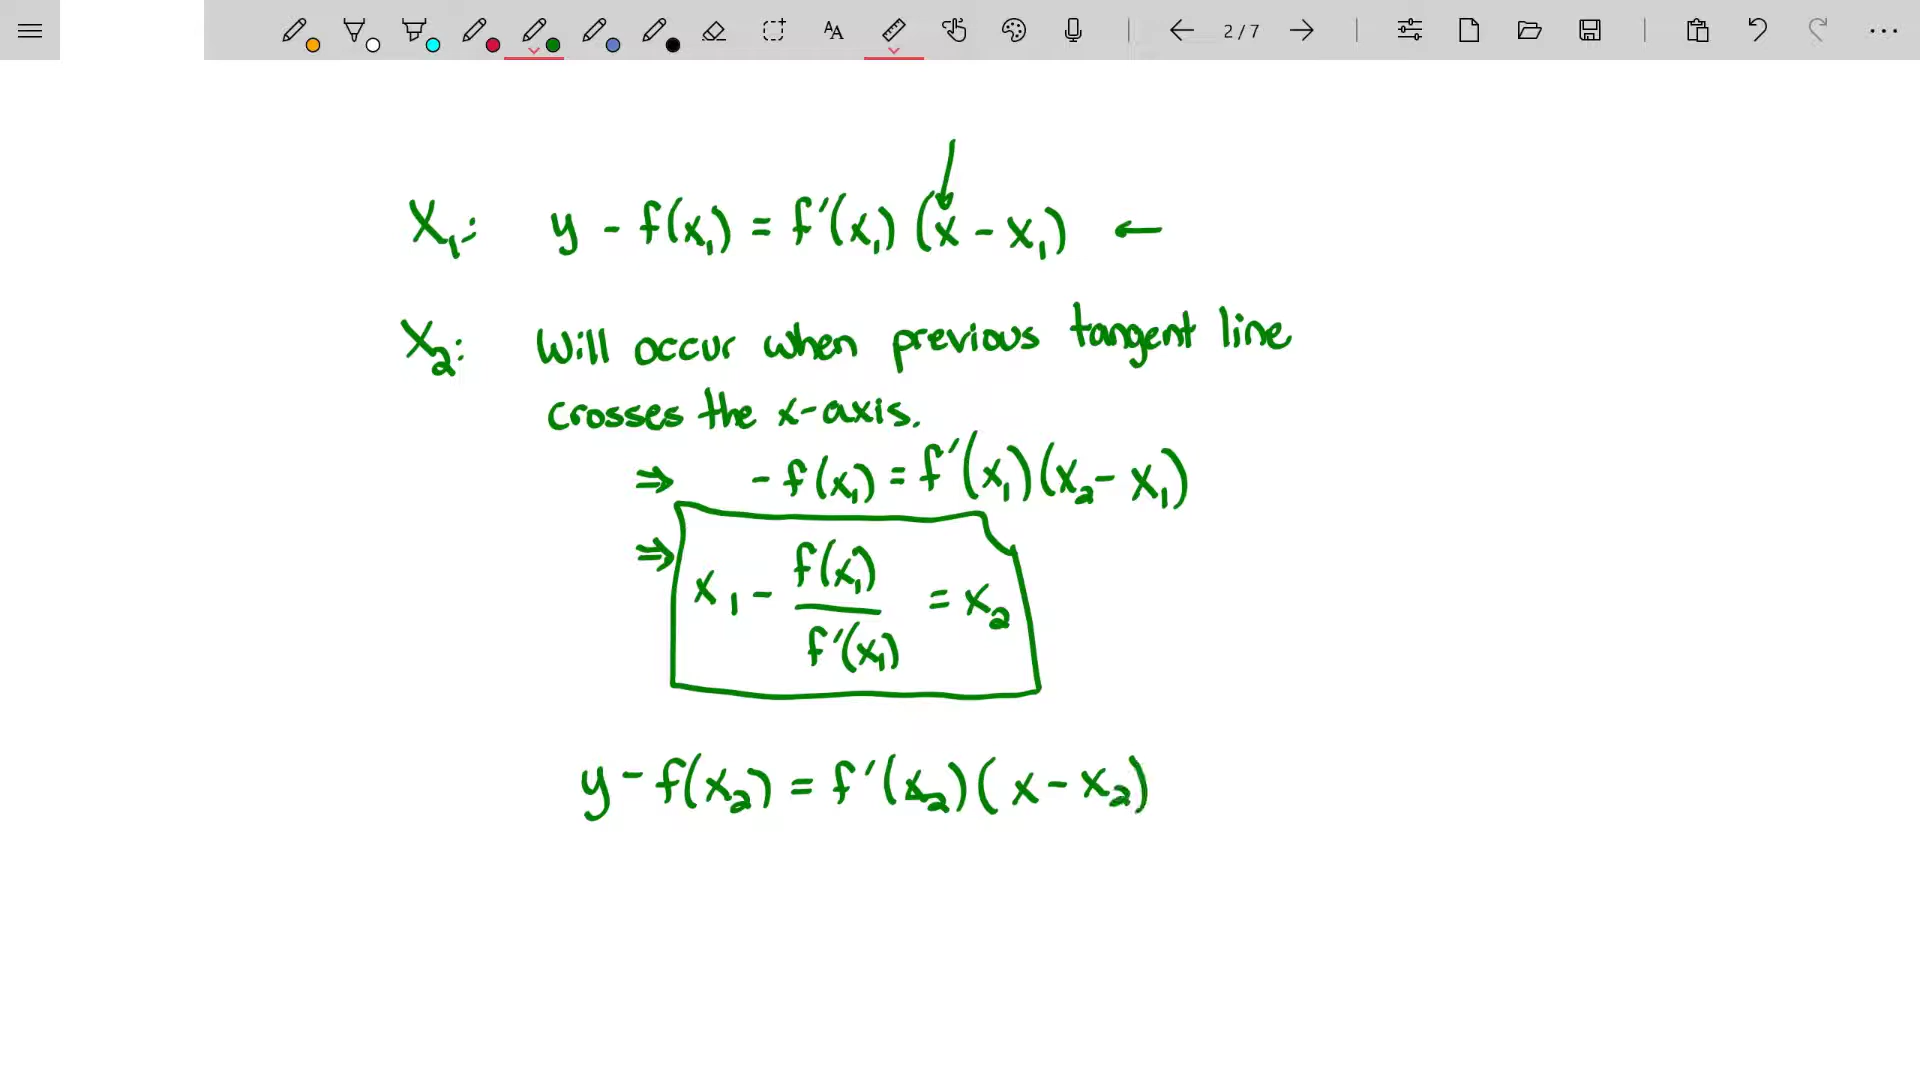 2 / 7
x₁: y - f(x₁) = f'(x₁) (x - x₁) ←
x₂: Will occur when previous tangent line
crosses the x-axis.
⇒ - f(x₁) = f'(x₁)(x₂ - x₁)
⇒ x₁ - f(x₁) / f'(x₁) = x₂
y - f(x₂) = f'(x₂)(x - x₂)